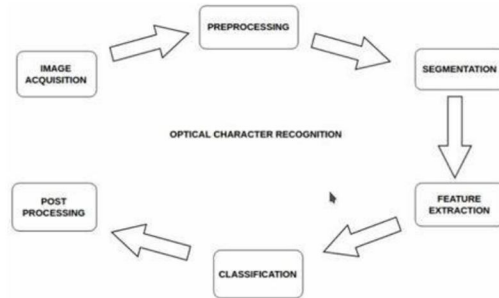 PREPROCESSING
IMAGE
ACQUISITION
SEGMENTATION
OPTICAL CHARACTER RECOGNITION
POST
PROCESSING
FEATURE
EXTRACTION
CLASSIFICATION